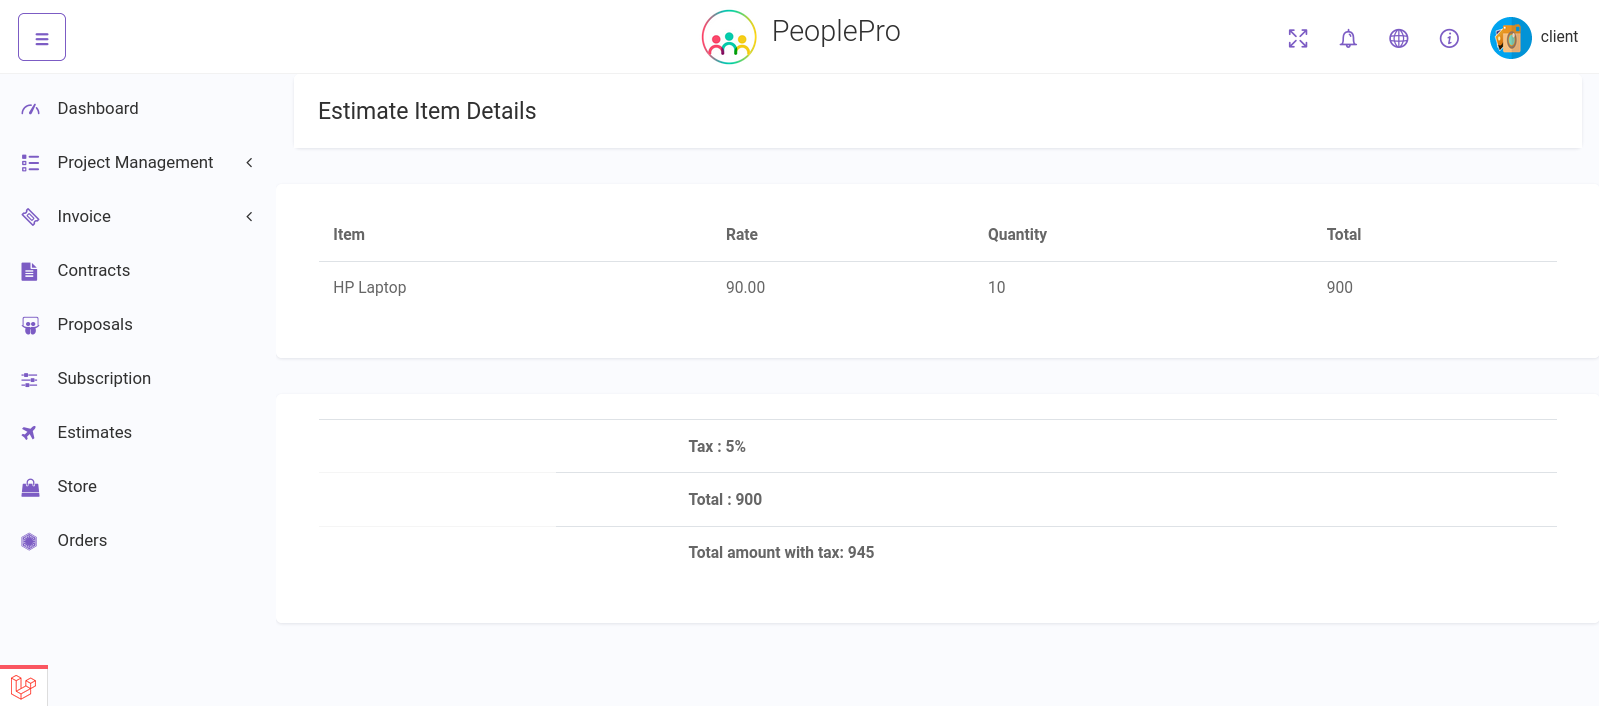 PeoplePro
client
Dashboard
Project Management
Invoice
Contracts
Proposals
Subscription
Estimates
Store
Orders
Estimate Item Details
Item Rate Quantity Total
HP Laptop 90.00 10 900
Tax : 5%
Total : 900
Total amount with tax: 945